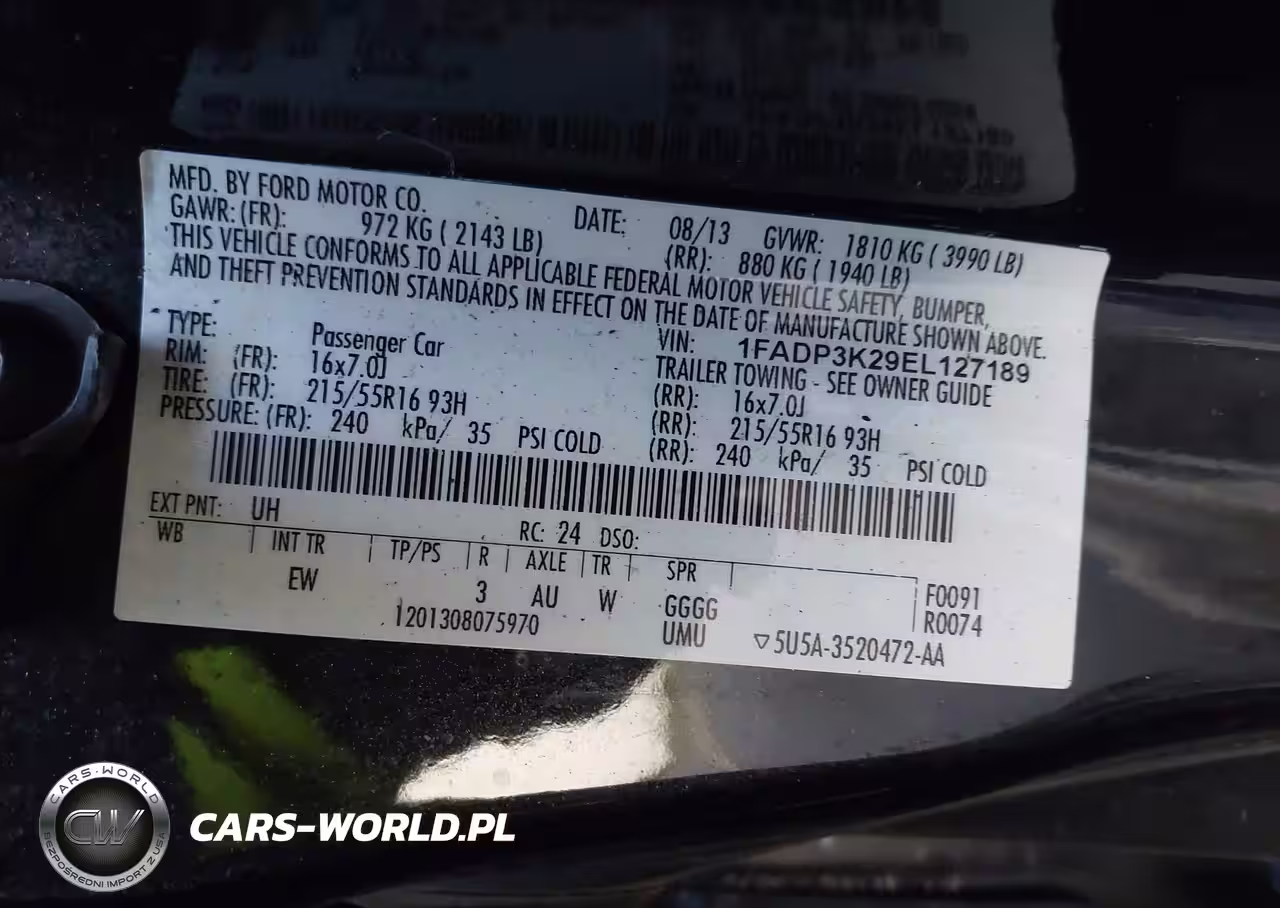 MFD. BY FORD MOTOR CO. DATE: 08/13 GVWR: 1810 KG ( 3990 LB)
GAWR: (FR): 972 KG ( 2143 LB) (RR): 880 KG ( 1940 LB)
THIS VEHICLE CONFORMS TO ALL APPLICABLE FEDERAL MOTOR VEHICLE SAFETY, BUMPER,
AND THEFT PREVENTION STANDARDS IN EFFECT ON THE DATE OF MANUFACTURE SHOWN ABOVE.
TYPE: Passenger Car VIN: 1FADP3K29EL127189
TRAILER TOWING - SEE OWNER GUIDE
RIM: (FR): 16x7.0J (RR): 16x7.0J
TIRE: (FR): 215/55R16 93H (RR): 215/55R16 93H
PRESSURE: (FR): 240 kPa/ 35 PSI COLD (RR): 240 kPa/ 35 PSI COLD
EXT PNT: UH RC: 24 DSO:
WB INT TR TP/PS R AXLE TR SPR
EW 3 AU W GGGG F0091
1201308075970 UMU R0074
▽5U5A-3520472-AA
CARS-WORLD
CW
BEZPOŚREDNI IMPORT Z USA
CARS-WORLD.PL